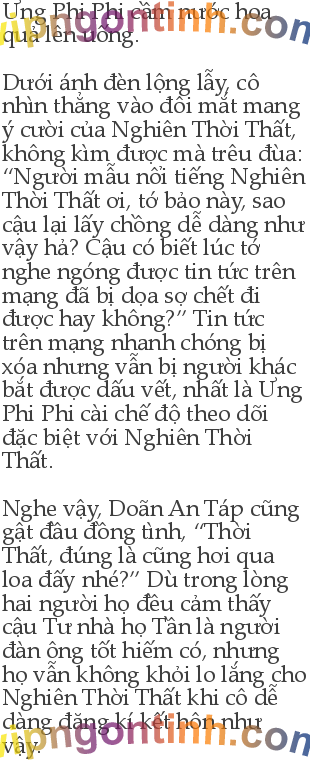 Ưng Phi Phi cầm nước hoa
quả lên uống.
Dưới ánh đèn lộng lẫy, cô
nhìn thẳng vào đôi mắt mang
ý cười của Nghiên Thời Thất,
không kìm được mà trêu đùa:
“Người mẫu nổi tiếng Nghiên
Thời Thất ơi, tớ bảo này, sao
cậu lại lấy chồng dễ dàng như
vậy hả? Cậu có biết lúc tớ
nghe ngóng được tin tức trên
mạng đã bị dọa sợ chết đi
được hay không?” Tin tức
trên mạng nhanh chóng bị
xóa nhưng vẫn bị người khác
bắt được dấu vết, nhất là Ưng
Phi Phi cài chế độ theo dõi
đặc biệt với Nghiên Thời
Thất.
Nghe vậy, Doãn An Táp cũng
gật đầu đồng tình, “Thời
Thất, đúng là cũng hơi qua
loa đấy nhé?” Dù trong lòng
hai người họ đều cảm thấy
cậu Tư nhà họ Tần là người
đàn ông tốt hiếm có, nhưng
họ vẫn không khỏi lo lắng cho
Nghiên Thời Thất khi cô dễ
dàng đăng kí kết hôn như
vậy.
vipngontinh.com
vipngontinh.com